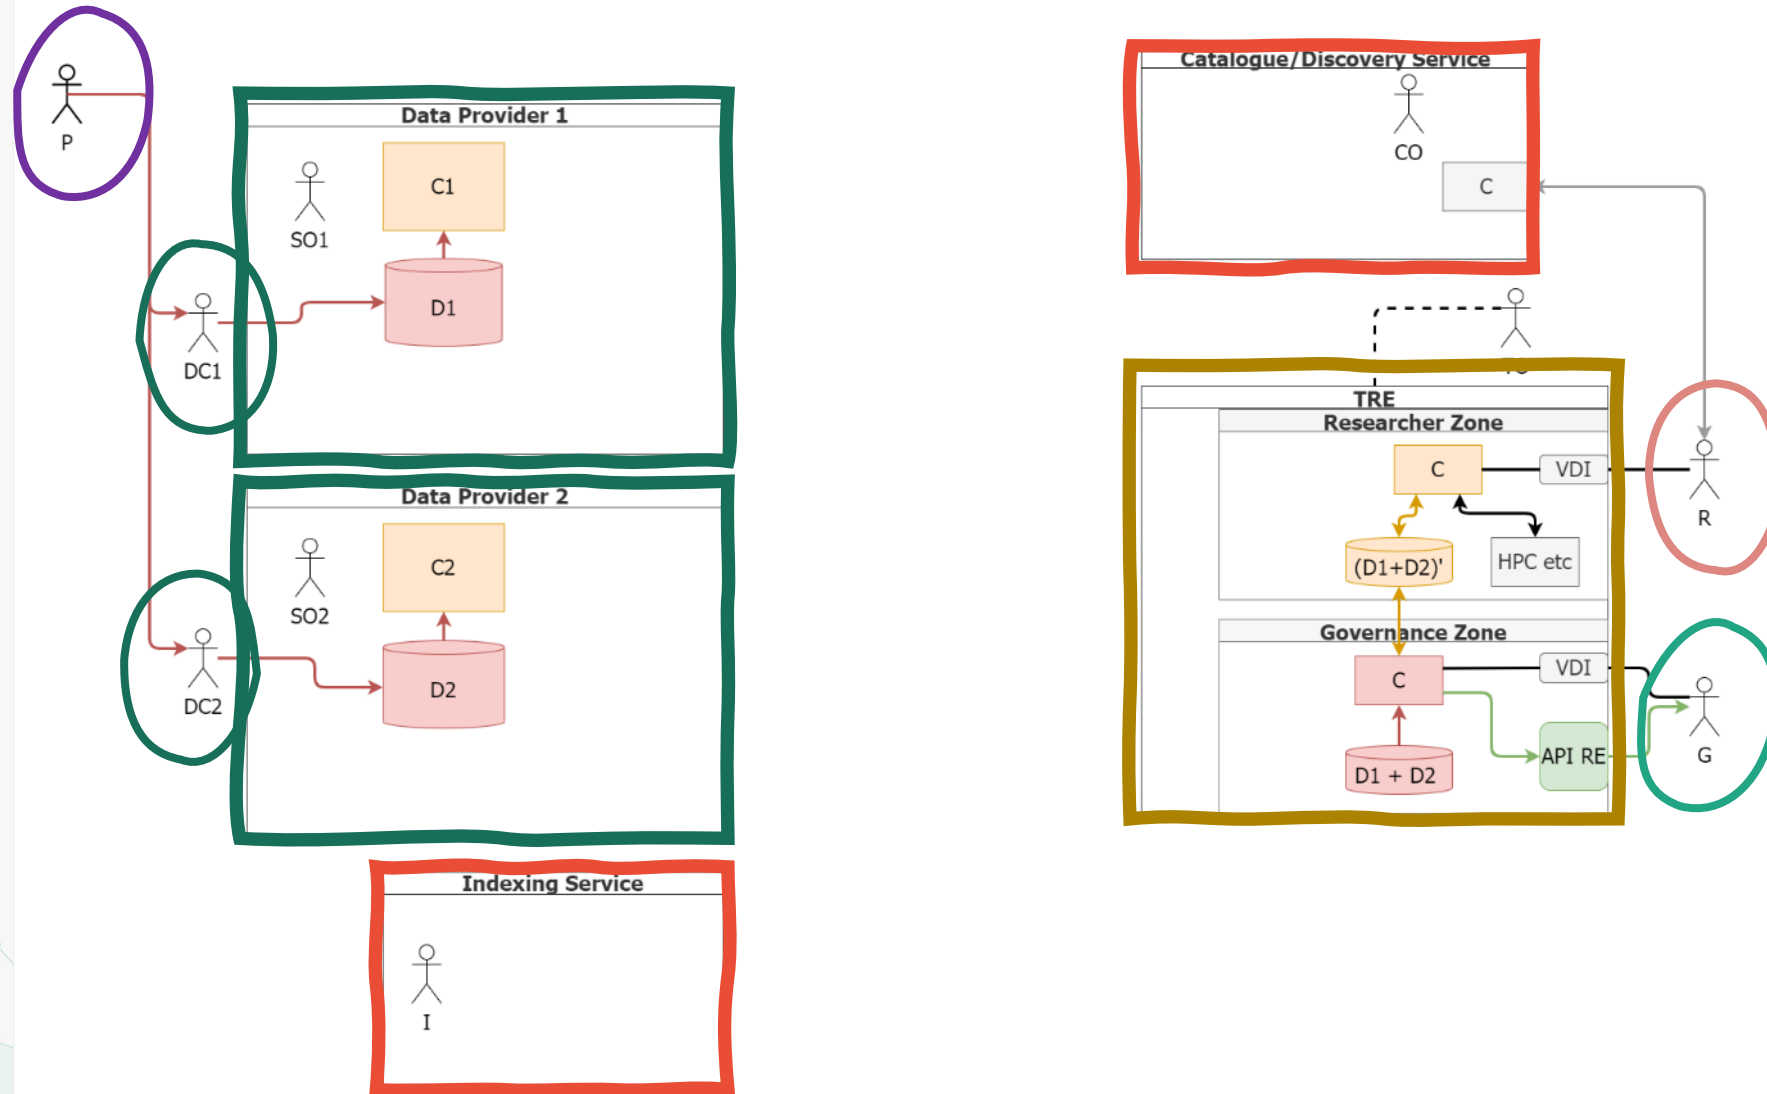 P
Data Provider 1
C1
SO1
D1
DC1
Data Provider 2
C2
SO2
D2
DC2
Indexing Service
I
Catalogue/Discovery Service
CO
C
TRE
Researcher Zone
C
VDI
R
(D1+D2)'
HPC etc
Governance Zone
C
VDI
API RE
G
D1 + D2